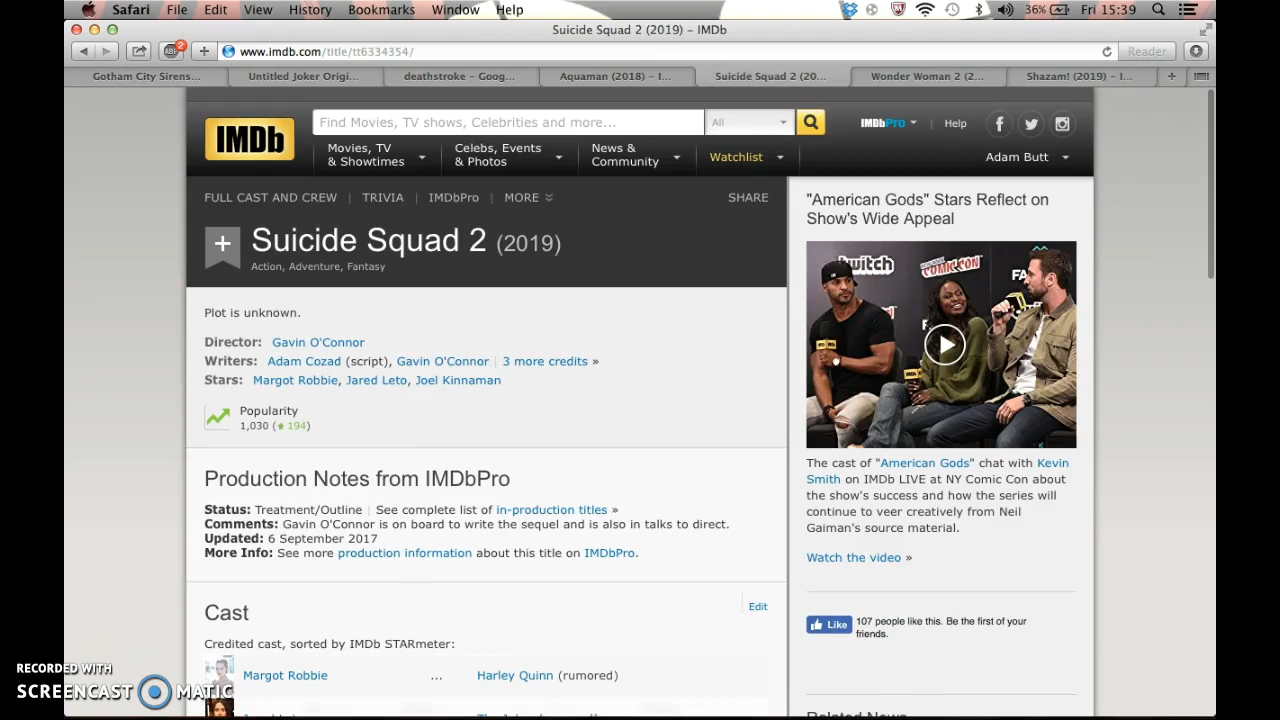 Safari File Edit View History Bookmarks Window Help 36% Fri 15:39
Suicide Squad 2 (2019) – IMDb
ABP 2 www.imdb.com/title/tt6334354/ Reader
Gotham City Sirens... Untitled Joker Origi... deathstroke – Goog... Aquaman (2018) – I... Suicide Squad 2 (20... Wonder Woman 2 (2... Shazam! (2019) – I...
IMDb
Find Movies, TV shows, Celebrities and more... All
IMDbPro | Help
Movies, TV & Showtimes
Celebs, Events & Photos
News & Community
Watchlist
Adam Butt
FULL CAST AND CREW | TRIVIA | IMDbPro | MORE SHARE
Suicide Squad 2 (2019)
Action, Adventure, Fantasy
Plot is unknown.
Director: Gavin O'Connor
Writers: Adam Cozad (script), Gavin O'Connor | 3 more credits »
Stars: Margot Robbie, Jared Leto, Joel Kinnaman
Popularity
1,030 (194)
Production Notes from IMDbPro
Status: Treatment/Outline | See complete list of in-production titles »
Comments: Gavin O'Connor is on board to write the sequel and is also in talks to direct.
Updated: 6 September 2017
More Info: See more production information about this title on IMDbPro.
Cast
Edit
Credited cast, sorted by IMDb STARmeter:
Margot Robbie ... Harley Quinn (rumored)
"American Gods" Stars Reflect on
Show's Wide Appeal
twitch
COMIC CON
The cast of "American Gods" chat with Kevin
Smith on IMDb LIVE at NY Comic Con about
the show's success and how the series will
continue to veer creatively from Neil
Gaiman's source material.
Watch the video »
Like 107 people like this. Be the first of your
friends.
Related News
RECORDED WITH
SCREENCAST MATIC